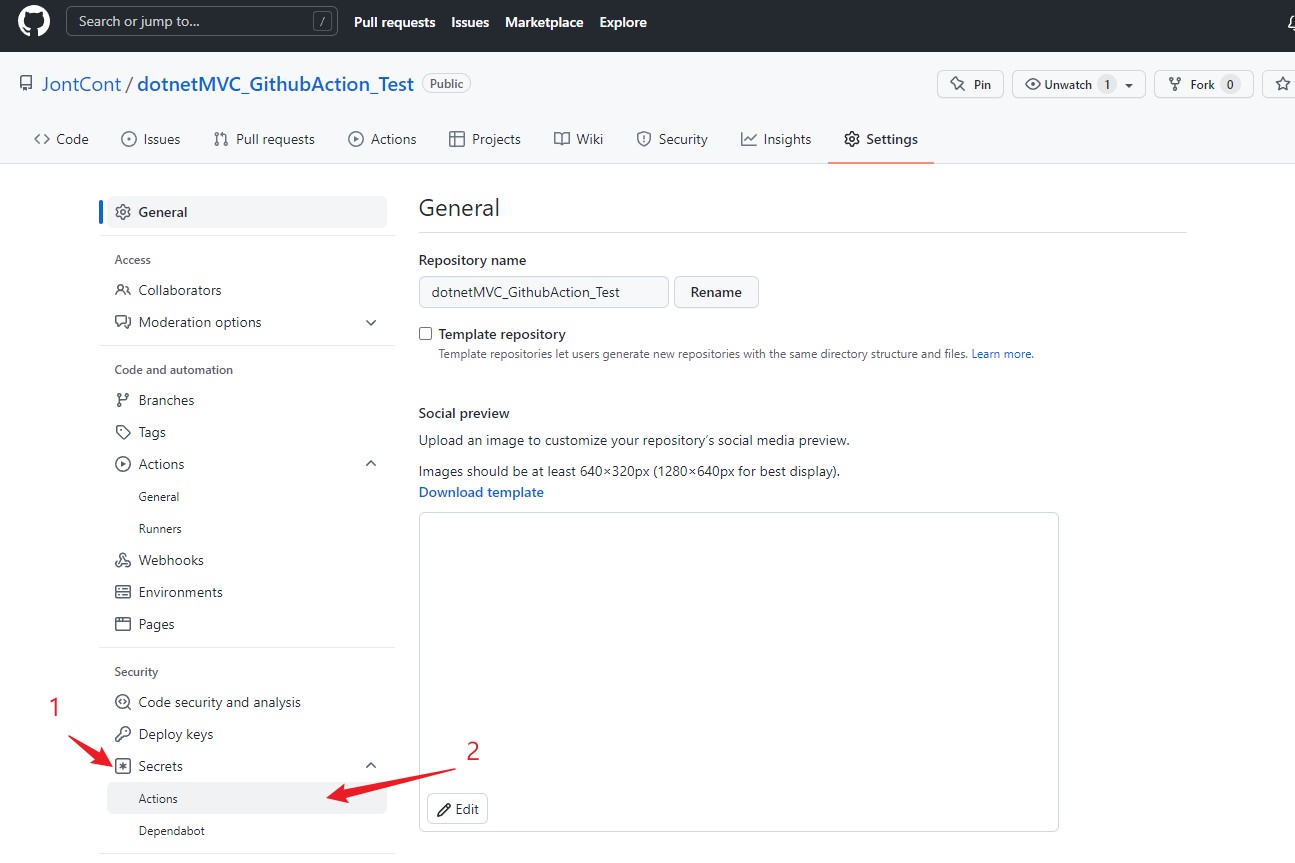 Search or jump to... /
Pull requests Issues Marketplace Explore
JontCont / dotnetMVC_GithubAction_Test Public
Pin Unwatch 1 Fork 0
Code Issues Pull requests Actions Projects Wiki Security Insights Settings
General
Access
Collaborators
Moderation options
Code and automation
Branches
Tags
Actions
General
Runners
Webhooks
Environments
Pages
Security
Code security and analysis
1
Deploy keys
Secrets
Actions
Dependabot
General
Repository name
dotnetMVC_GithubAction_Test Rename
Template repository
Template repositories let users generate new repositories with the same directory structure and files. Learn more.
Social preview
Upload an image to customize your repository's social media preview.
Images should be at least 640×320px (1280×640px for best display).
Download template
2
Edit